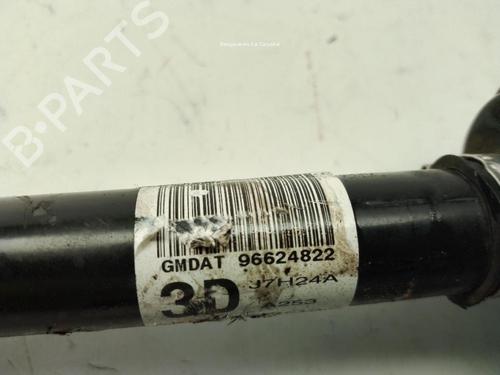 B-PARTS
Desguaces La Coruña
GMDAT 96624822
3D J7H24A